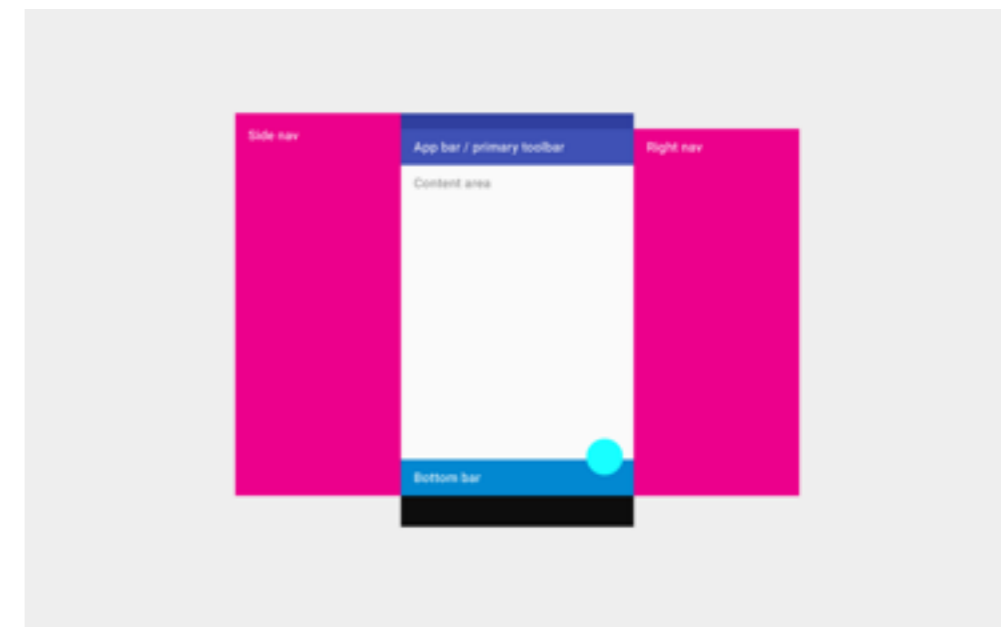 Side nav
App bar / primary toolbar
Right nav
Content area
Bottom bar